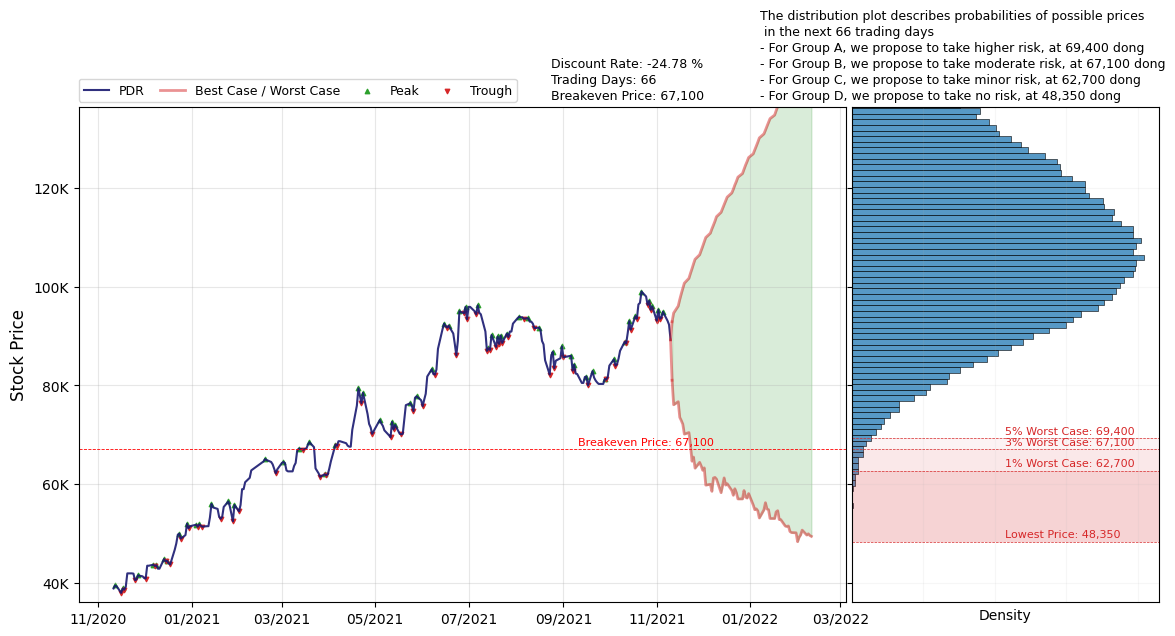 The distribution plot describes probabilities of possible prices
in the next 66 trading days
- For Group A, we propose to take higher risk, at 69,400 dong
- For Group B, we propose to take moderate risk, at 67,100 dong
- For Group C, we propose to take minor risk, at 62,700 dong
- For Group D, we propose to take no risk, at 48,350 dong
Discount Rate: -24.78 %
Trading Days: 66
Breakeven Price: 67,100
PDR
Best Case / Worst Case
Peak
Trough
Stock Price
120K
100K
80K
60K
40K
Breakeven Price: 67,100
5% Worst Case: 69,400
3% Worst Case: 67,100
1% Worst Case: 62,700
Lowest Price: 48,350
11/2020
01/2021
03/2021
05/2021
07/2021
09/2021
11/2021
01/2022
03/2022
Density